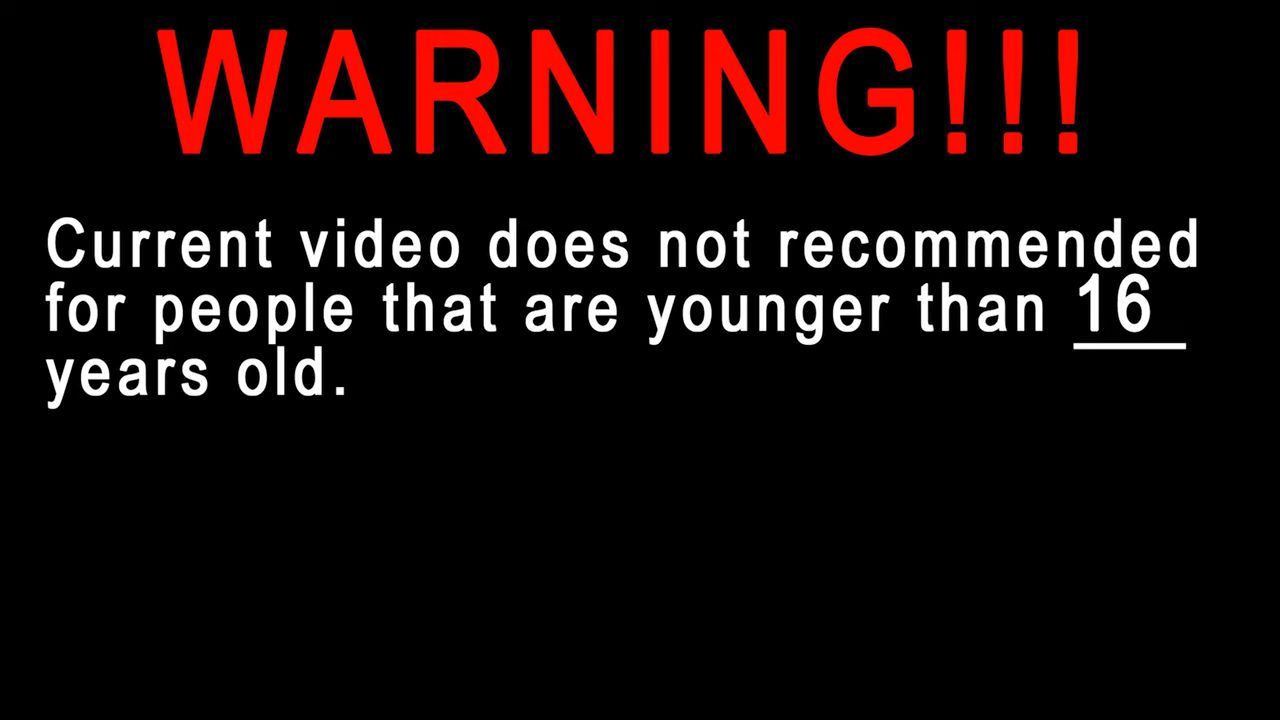 WARNING!!!
Current video does not recommended
for people that are younger than 16
years old.